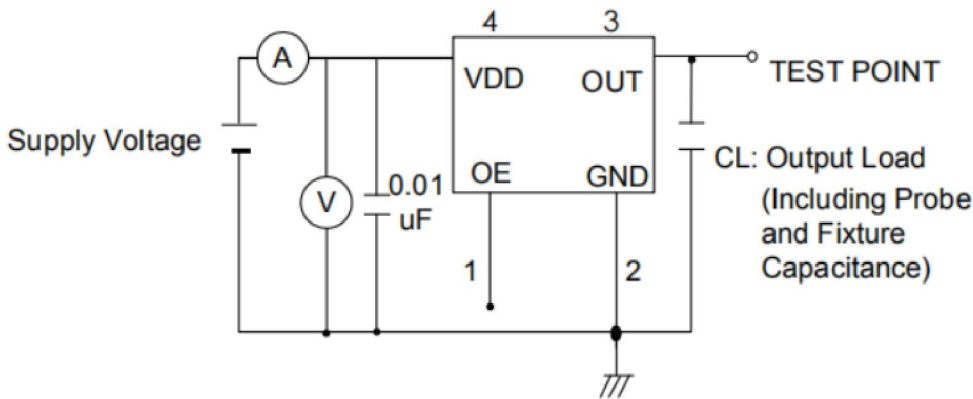 4
3
A
VDD
OUT
TEST POINT
Supply Voltage
OE
GND
CL: Output Load
(Including Probe
and Fixture
Capacitance)
V
0.01
uF
1
2